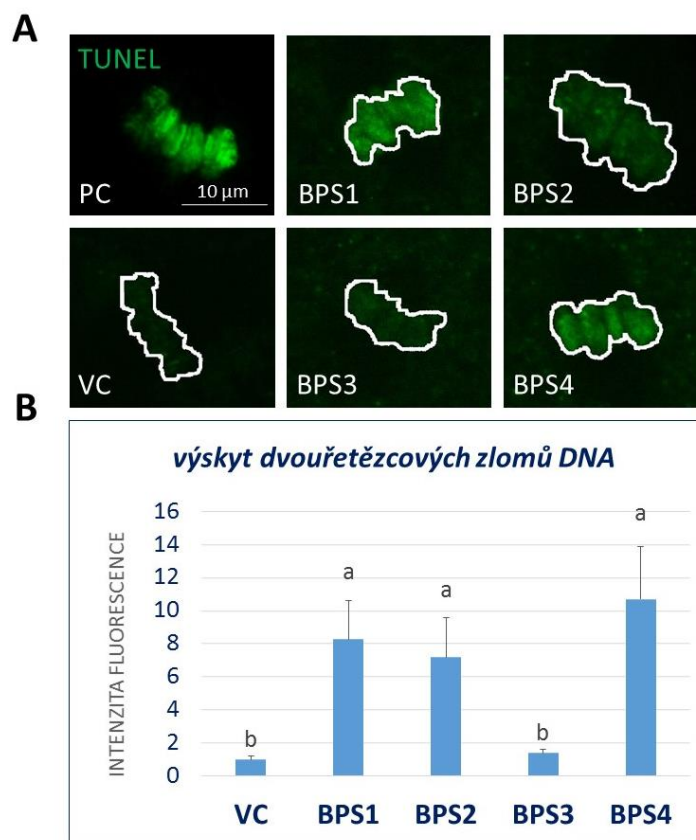 A
TUNEL
PC
10 µm
BPS1
BPS2
VC
BPS3
BPS4
B
výskyt dvouřetězcových zlomů DNA
INTENZITA FLUORESCENCE
16
14
12
10
8
6
4
2
0
b
a
a
b
a
VC BPS1 BPS2 BPS3 BPS4